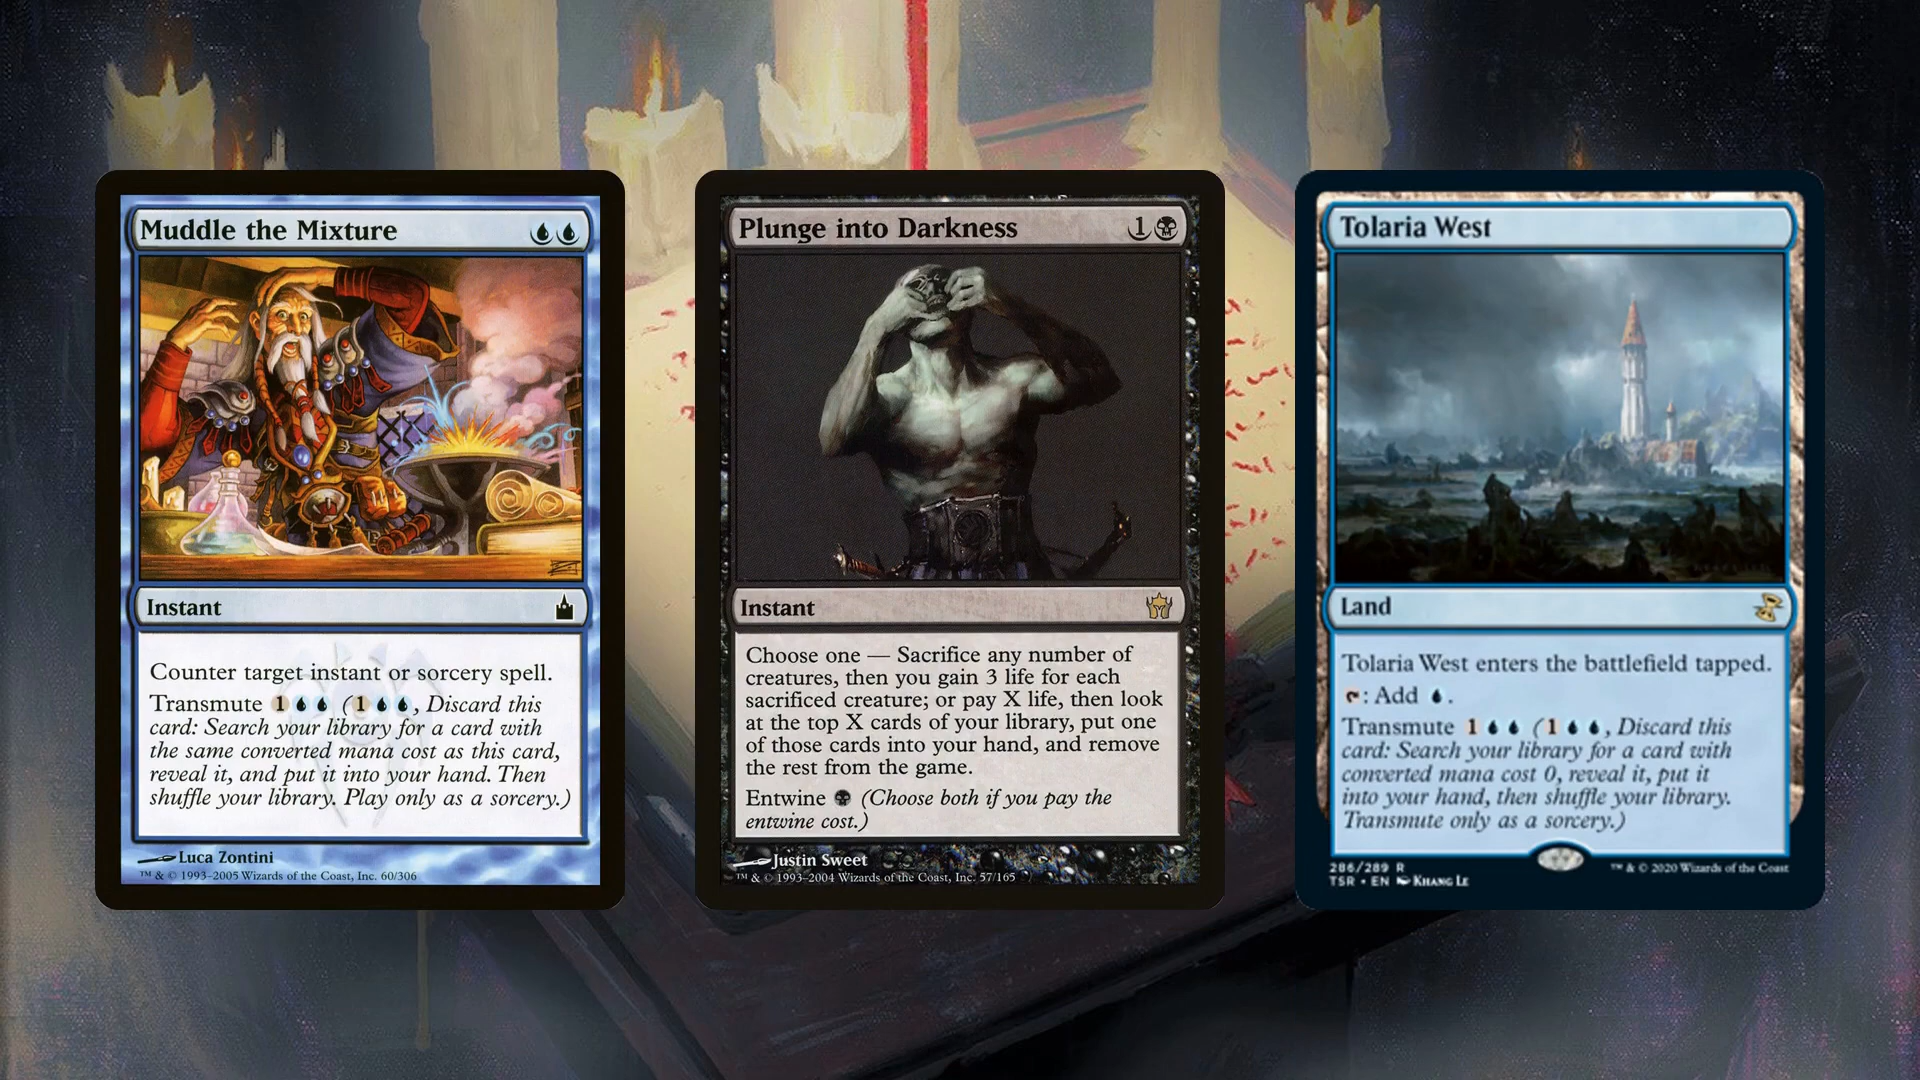 Muddle the Mixture
Instant
Counter target instant or sorcery spell.
Transmute 1 (1 , Discard this
card: Search your library for a card with
the same converted mana cost as this card,
reveal it, and put it into your hand. Then
shuffle your library. Play only as a sorcery.)
Luca Zontini
™ & © 1993–2005 Wizards of the Coast, Inc. 60/306
Plunge into Darkness 1
Instant
Choose one — Sacrifice any number of
creatures, then you gain 3 life for each
sacrificed creature; or pay X life, then look
at the top X cards of your library, put one
of those cards into your hand, and remove
the rest from the game.
Entwine (Choose both if you pay the
entwine cost.)
Justin Sweet
™ & © 1993–2004 Wizards of the Coast, Inc. 57/165
Tolaria West
Land
Tolaria West enters the battlefield tapped.
: Add .
Transmute 1 (1 , Discard this
card: Search your library for a card with
converted mana cost 0, reveal it, put it
into your hand, then shuffle your library.
Transmute only as a sorcery.)
286/289 R
TSR • EN Khang Le
™ & © 2020 Wizards of the Coast